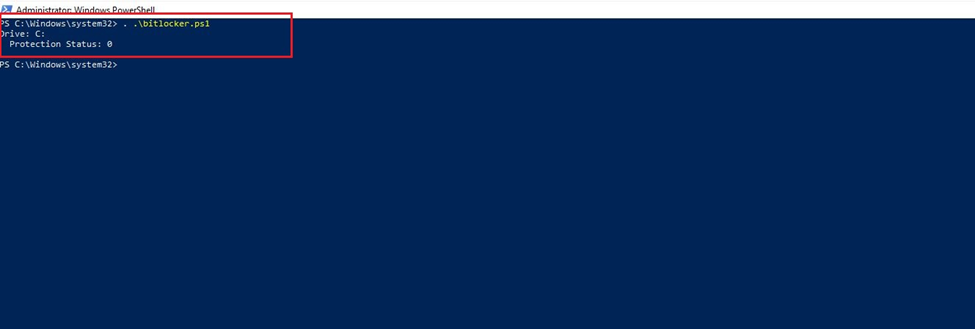 Administrator: Windows PowerShell
PS C:\Windows\system32> . .\bitlocker.ps1
Drive: C:
  Protection Status: 0
PS C:\Windows\system32>